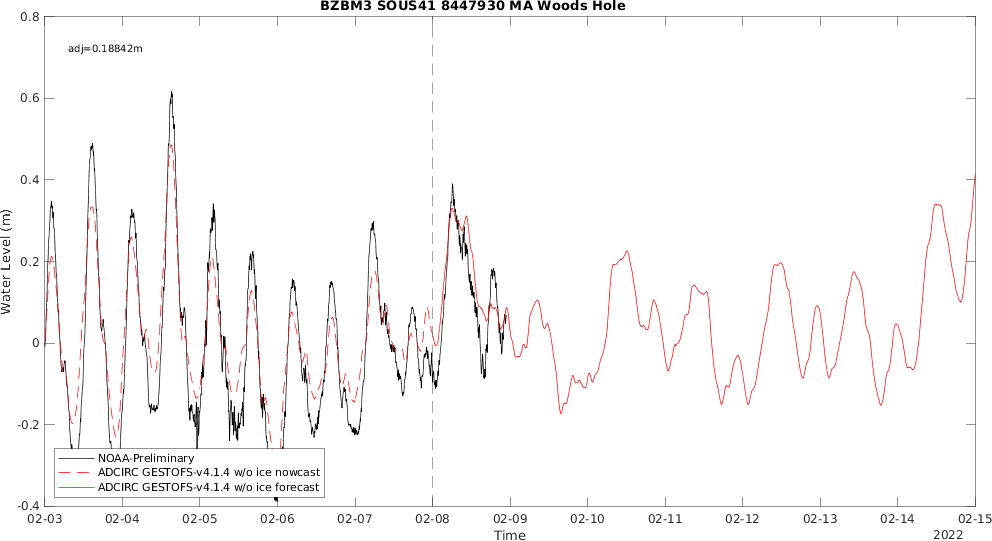 BZBM3 SOUS41 8447930 MA Woods Hole
adj=0.18842m
Water Level (m)
0.8
0.6
0.4
0.2
0
-0.2
-0.4
NOAA-Preliminary
ADCIRC GESTOFS-v4.1.4 w/o ice nowcast
ADCIRC GESTOFS-v4.1.4 w/o ice forecast
02-03 02-04 02-05 02-06 02-07 02-08 02-09 02-10 02-11 02-12 02-13 02-14 02-15
Time
2022